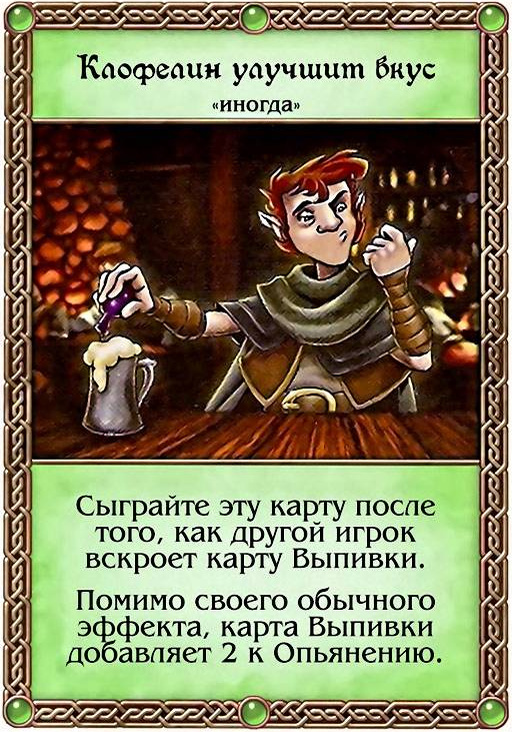 Клофелин улучшит вкус
«иногда»
Сыграйте эту карту после
того, как другой игрок
вскроет карту Выпивки.
Помимо своего обычного
эффекта, карта Выпивки
добавляет 2 к Опьянению.